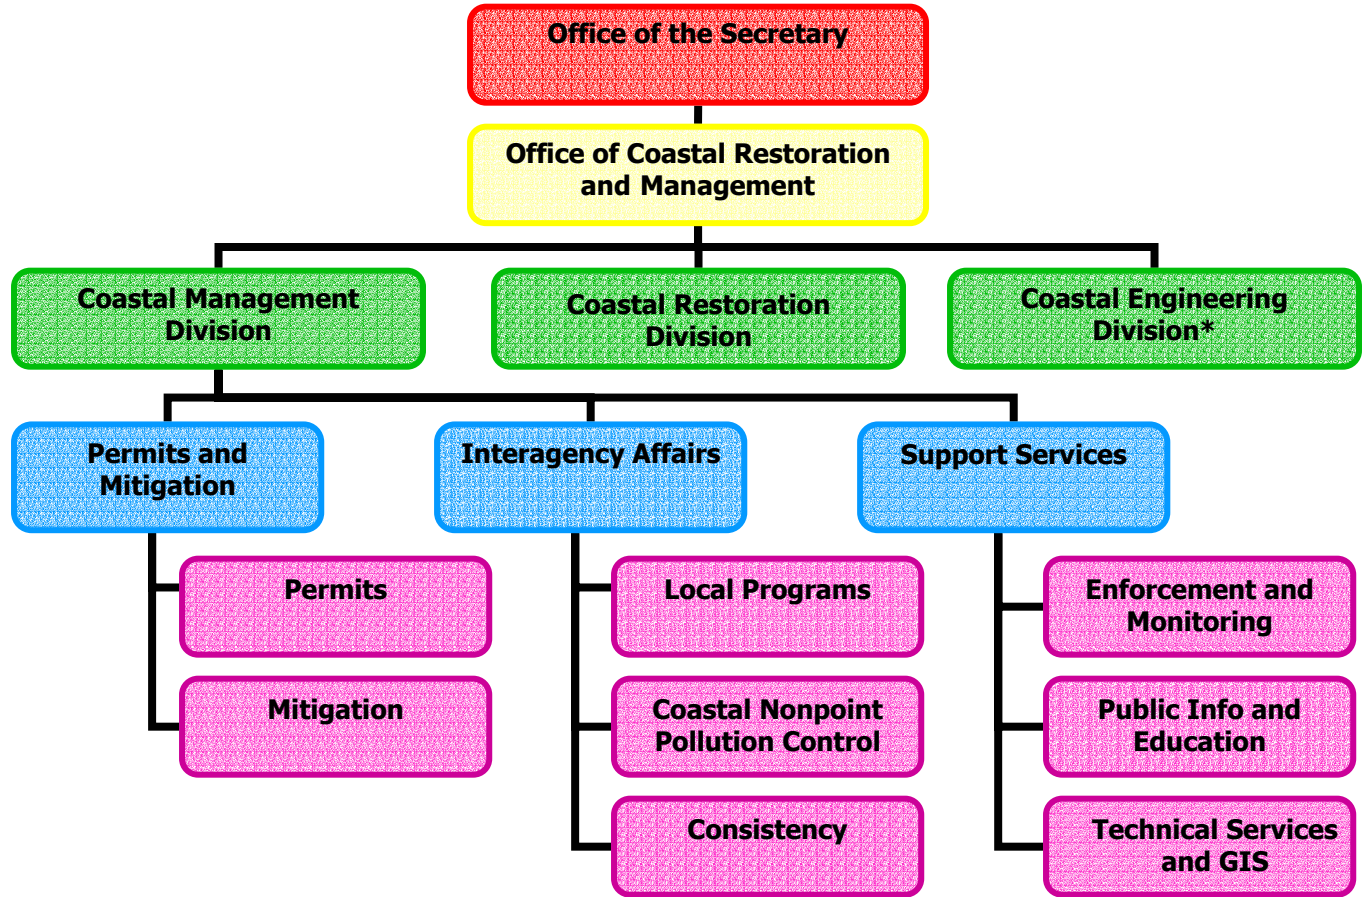 Office of the Secretary
Office of Coastal Restoration
and Management
Coastal Management
Division
Coastal Restoration
Division
Coastal Engineering
Division*
Permits and
Mitigation
Interagency Affairs
Support Services
Permits
Mitigation
Local Programs
Coastal Nonpoint
Pollution Control
Consistency
Enforcement and
Monitoring
Public Info and
Education
Technical Services
and GIS